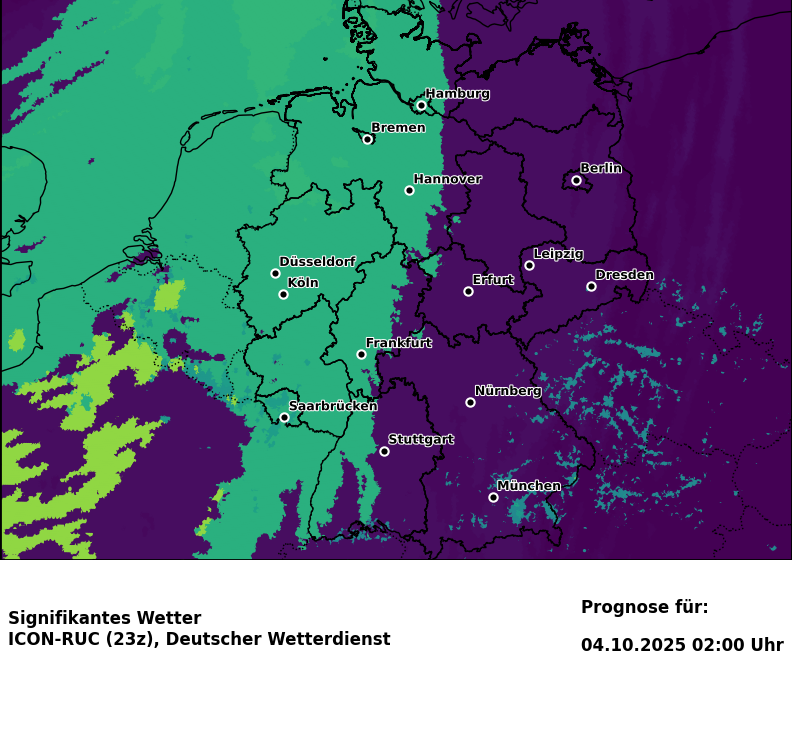 Hamburg
Bremen
Berlin
Hannover
Leipzig
Düsseldorf
Dresden
Köln
Erfurt
Frankfurt
Nürnberg
Saarbrücken
Stuttgart
München
Signifikantes Wetter
ICON-RUC (23z), Deutscher Wetterdienst
Prognose für:
04.10.2025 02:00 Uhr